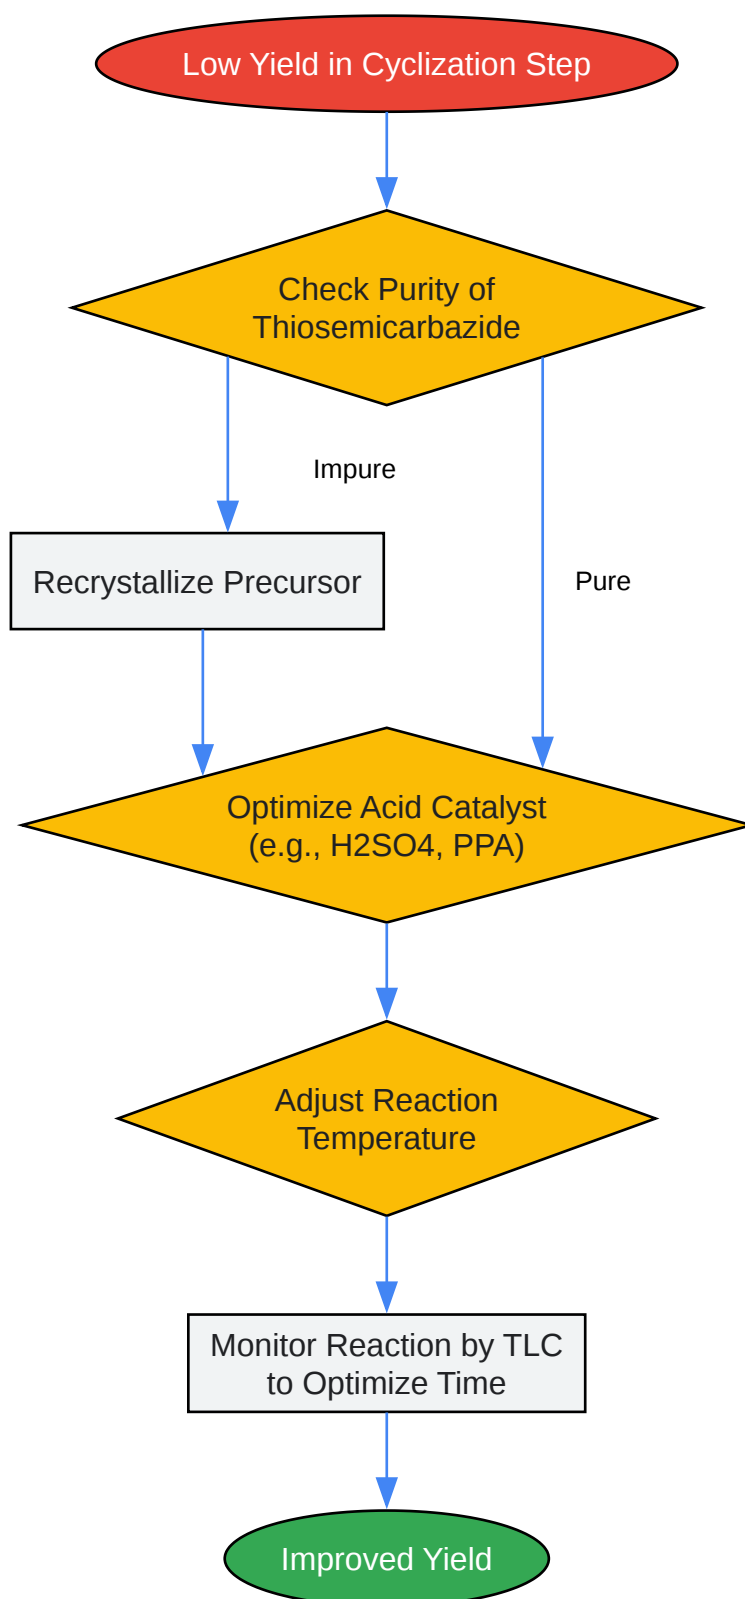 Low Yield in Cyclization Step
Check Purity of
Thiosemicarbazide
Impure
Recrystallize Precursor
Pure
Optimize Acid Catalyst
(e.g., H2SO4, PPA)
Adjust Reaction
Temperature
Monitor Reaction by TLC
to Optimize Time
Improved Yield